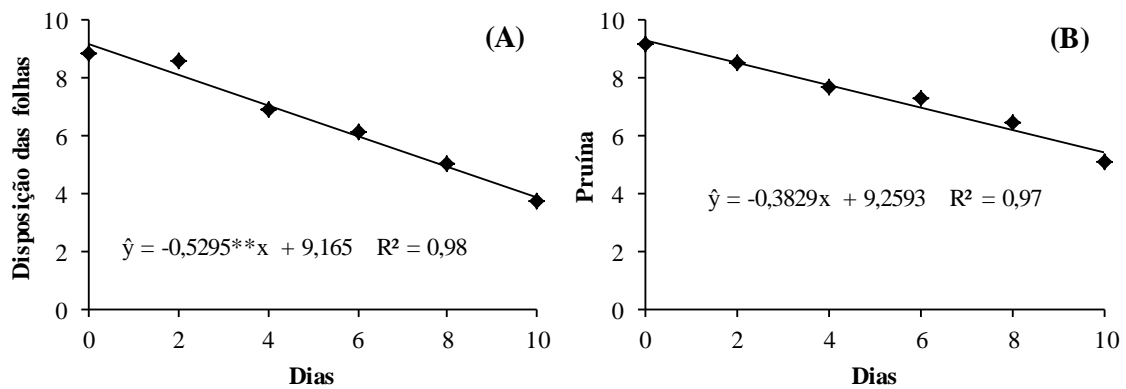 (A)
Disposição das folhas
10
8
6
4
2
0
ŷ = -0,5295**x + 9,165 R² = 0,98
0 2 4 6 8 10
Dias
(B)
Pruína
10
8
6
4
2
0
ŷ = -0,3829x + 9,2593 R² = 0,97
0 2 4 6 8 10
Dias